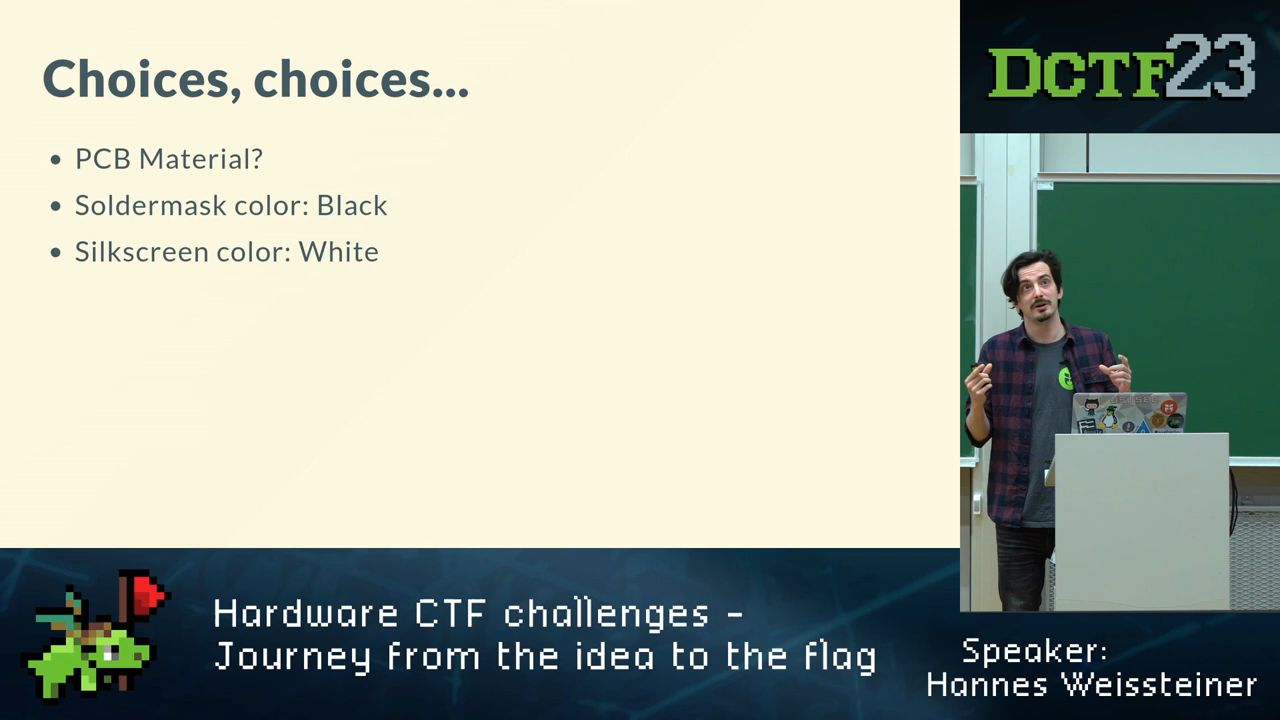 Choices, choices...
• PCB Material?
• Soldermask color: Black
• Silkscreen color: White
DCTF23
Hardware CTF challenges -
Journey from the idea to the flag
Speaker:
Hannes Weissteiner